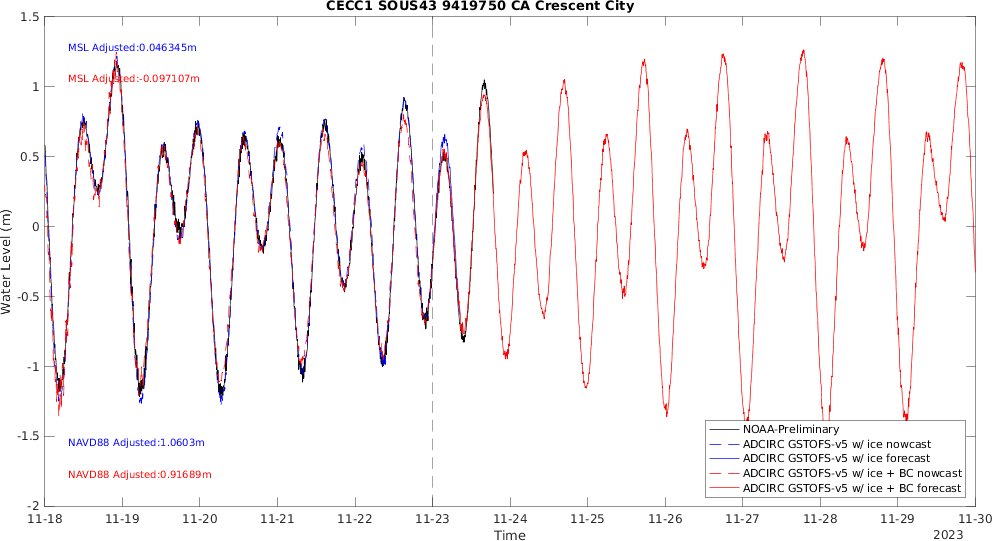 CECC1 SOUS43 9419750 CA Crescent City
1.5
1
0.5
0
-0.5
-1
-1.5
-2
Water Level (m)
MSL Adjusted:0.046345m
MSL Adjusted:-0.097107m
NAVD88 Adjusted:1.0603m
NAVD88 Adjusted:0.91689m
NOAA-Preliminary
ADCIRC GSTOFS-v5 w/ ice nowcast
ADCIRC GSTOFS-v5 w/ ice forecast
ADCIRC GSTOFS-v5 w/ ice + BC nowcast
ADCIRC GSTOFS-v5 w/ ice + BC forecast
11-18 11-19 11-20 11-21 11-22 11-23 11-24 11-25 11-26 11-27 11-28 11-29 11-30
Time
2023